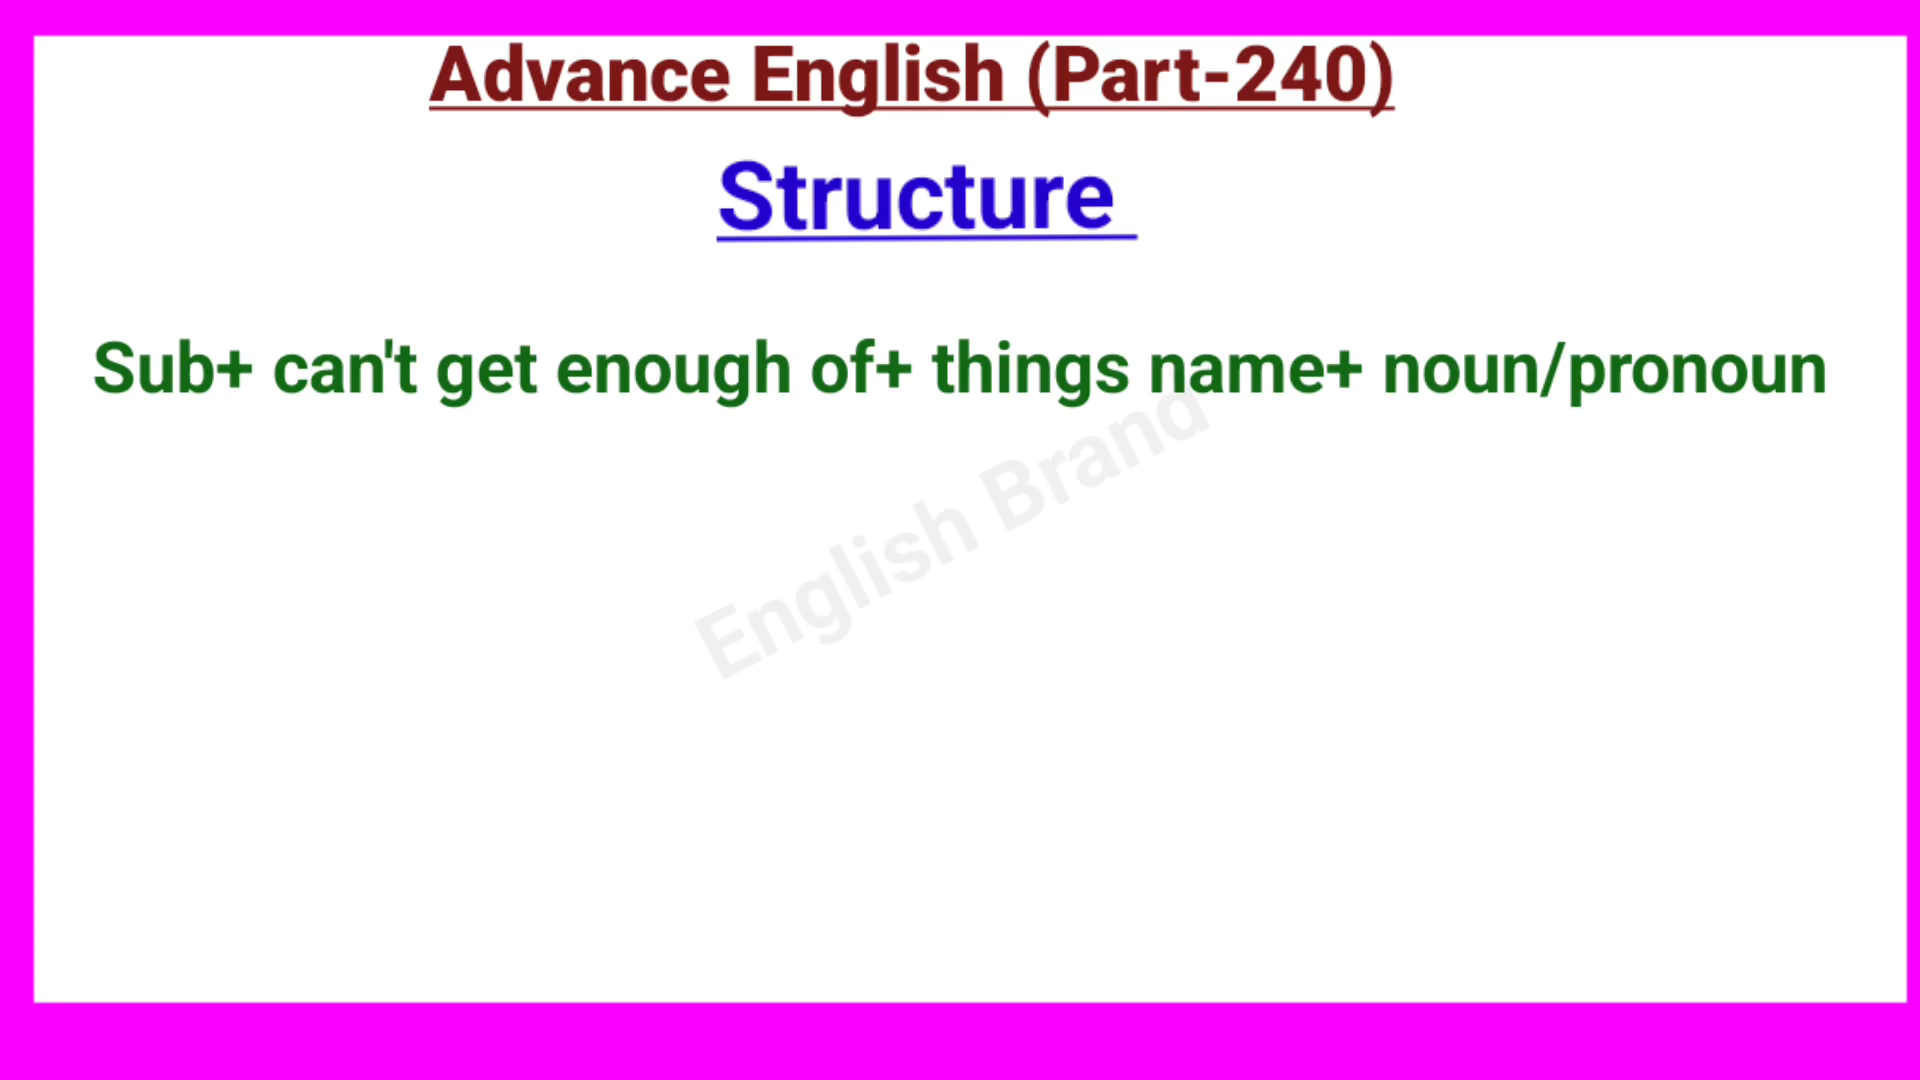 Advance English (Part-240)
Structure
Sub+ can't get enough of+ things name+ noun/pronoun
English Brand